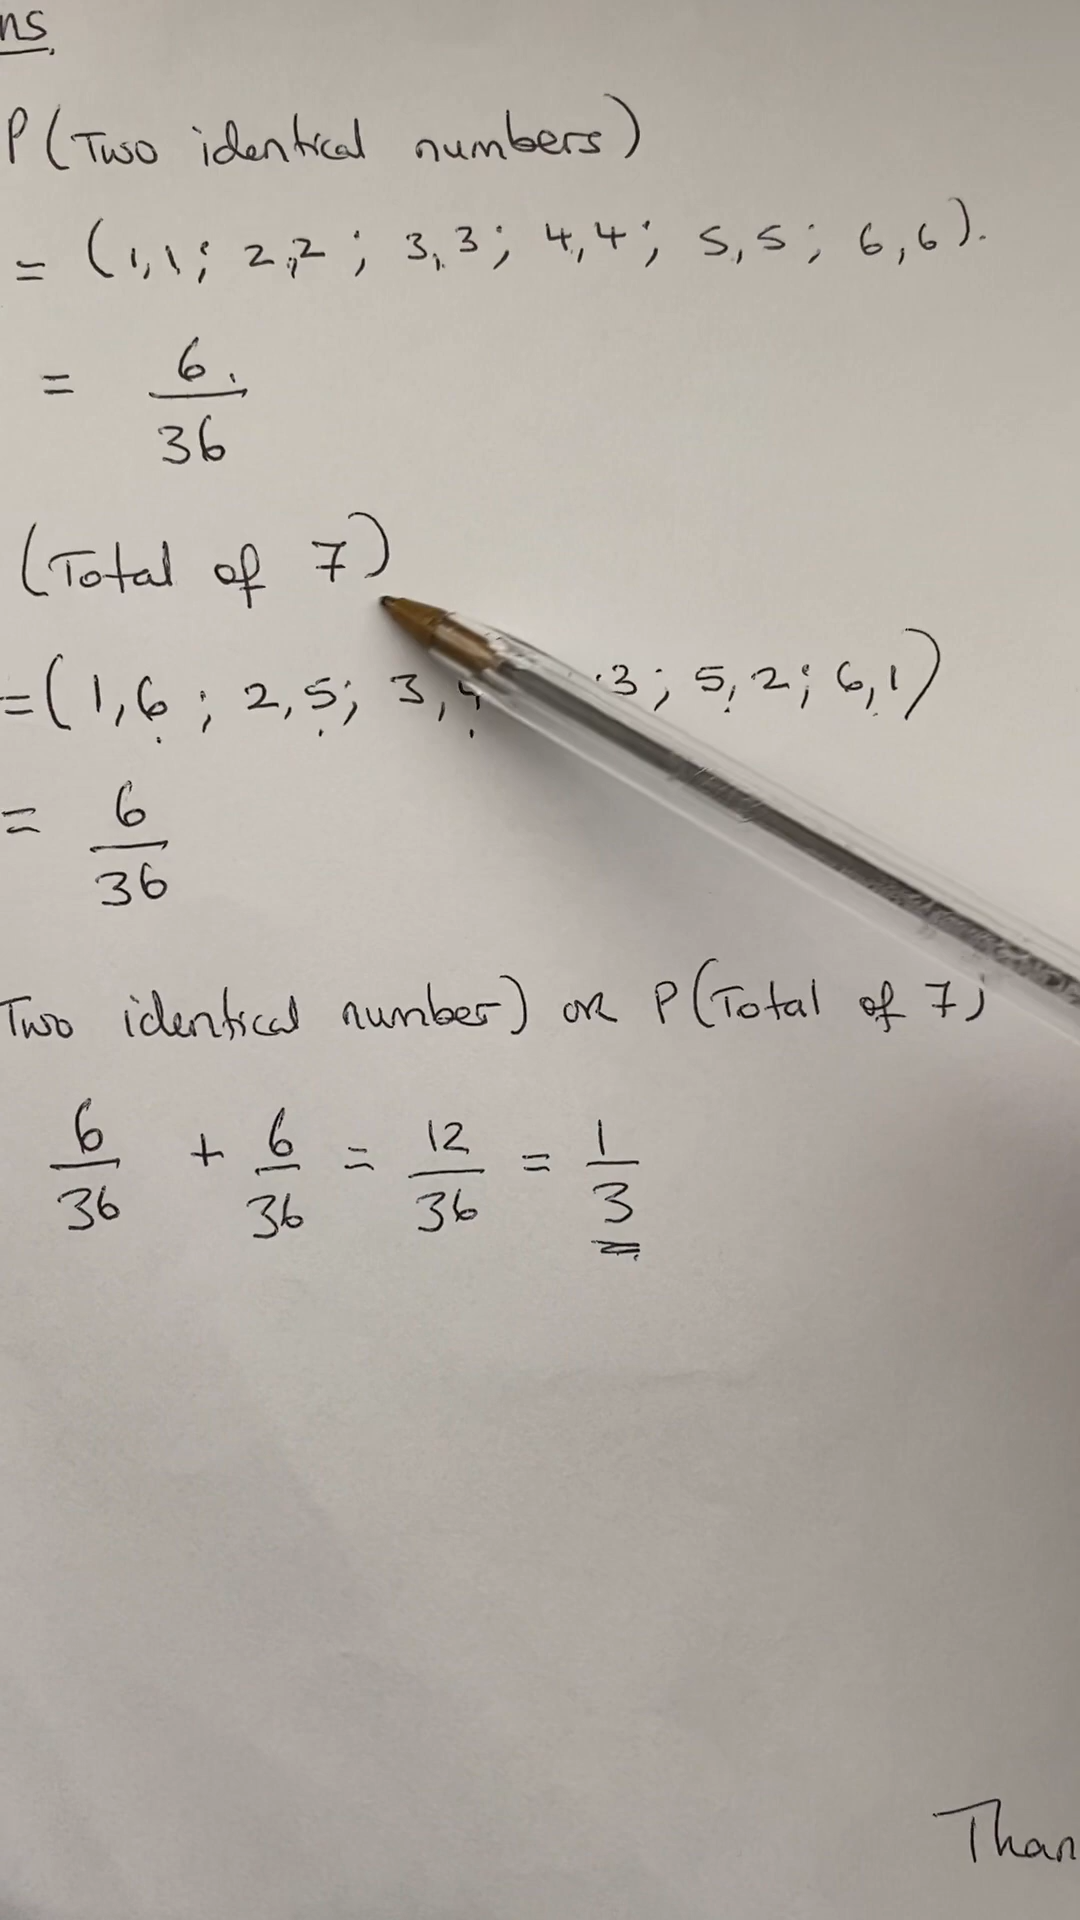 ns
P(Two identical numbers)
= (1,1; 2,2; 3,3; 4,4; 5,5; 6,6).
= 6/36
(Total of 7)
=(1,6; 2,5; 3,4 3; 5,2; 6,1)
= 6/36
Two identical number) or P(Total of 7)
6/36 + 6/36 = 12/36 = 1/3
Than